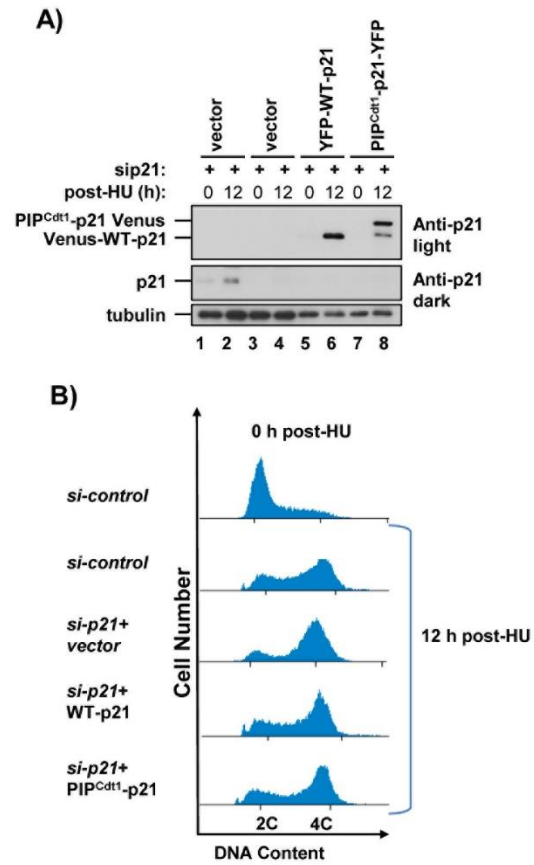 A)
vector
vector
YFP-WT-p21
PIPCdt1-p21-YFP
sip21: + + + + + + + +
post-HU (h): 0 12 0 12 0 12 0 12
PIPCdt1-p21 Venus
Venus-WT-p21
Anti-p21
light
p21
Anti-p21
dark
tubulin
1 2 3 4 5 6 7 8
B)
0 h post-HU
si-control
si-control
si-p21+
vector
si-p21+
WT-p21
si-p21+
PIPCdt1-p21
Cell Number
12 h post-HU
2C 4C
DNA Content